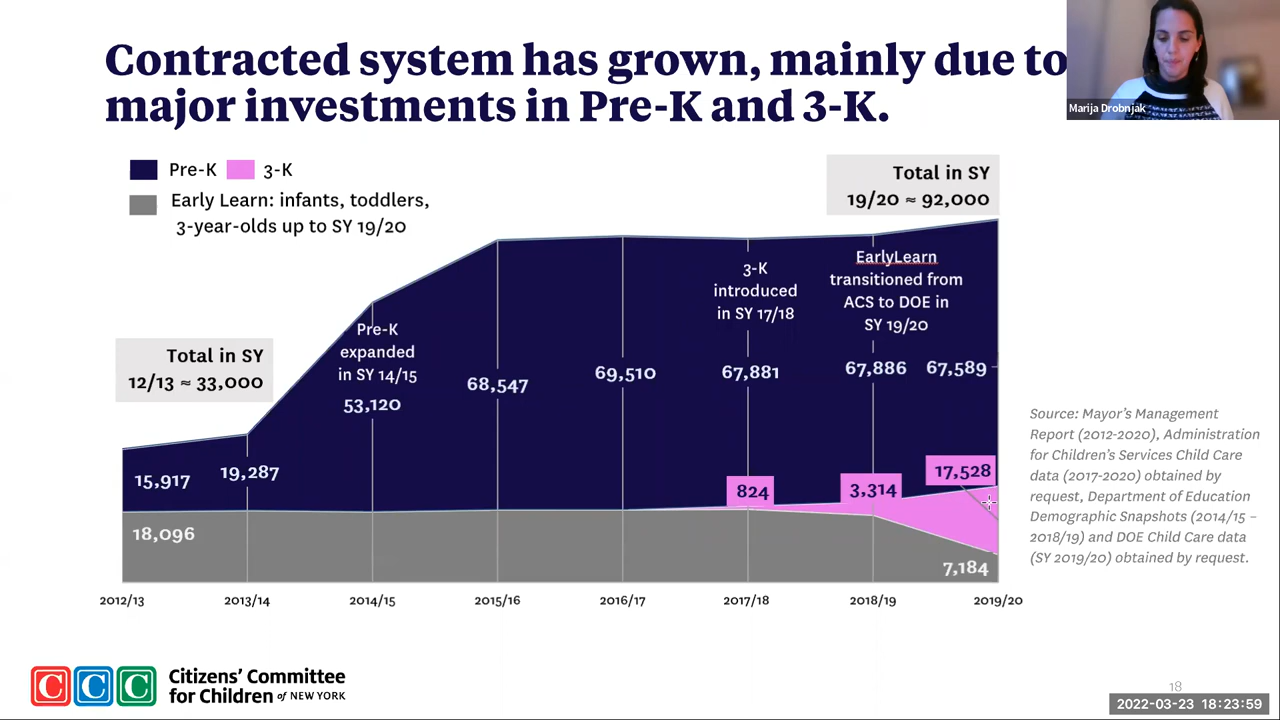 Contracted system has grown, mainly due to
major investments in Pre-K and 3-K.
Marija Drobnjak
Pre-K
3-K
Early Learn: infants, toddlers,
3-year-olds up to SY 19/20
Total in SY
19/20 ≈ 92,000
Total in SY
12/13 ≈ 33,000
Pre-K
expanded
in SY 14/15
3-K
introduced
in SY 17/18
EarlyLearn
transitioned from
ACS to DOE in
SY 19/20
15,917
19,287
53,120
68,547
69,510
67,881
67,886
67,589
824
3,314
17,528
18,096
7,184
2012/13
2013/14
2014/15
2015/16
2016/17
2017/18
2018/19
2019/20
Source: Mayor's Management
Report (2012-2020), Administration
for Children's Services Child Care
data (2017-2020) obtained by
request, Department of Education
Demographic Snapshots (2014/15 –
2018/19) and DOE Child Care data
(SY 2019/20) obtained by request.
C C C
Citizens' Committee
for Children of NEW YORK
18
2022-03-23 18:23:59